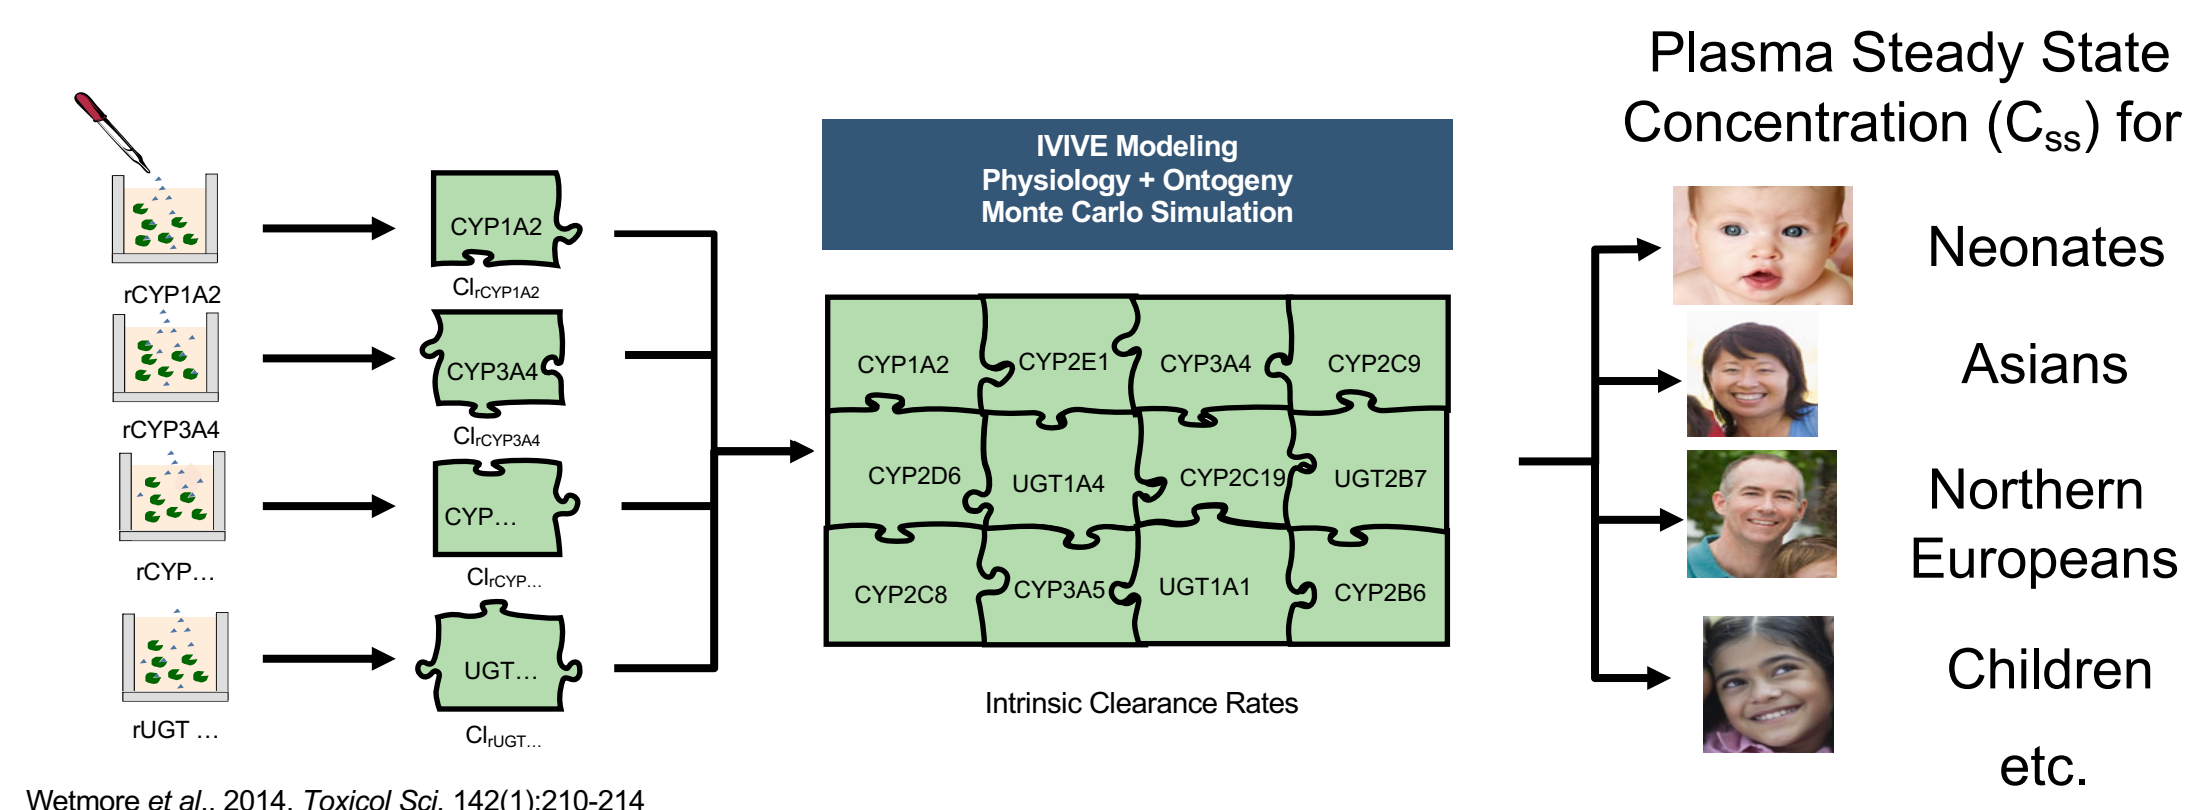 Plasma Steady State
Concentration (Css) for
IVIVE Modeling
Physiology + Ontogeny
Monte Carlo Simulation
rCYP1A2
rCYP3A4
rCYP…
rUGT …
CYP1A2
ClrCYP1A2
CYP3A4
ClrCYP3A4
CYP…
ClrCYP…
UGT…
ClrUGT…
CYP1A2 CYP2E1 CYP3A4 CYP2C9
CYP2D6 UGT1A4 CYP2C19 UGT2B7
CYP2C8 CYP3A5 UGT1A1 CYP2B6
Intrinsic Clearance Rates
Neonates
Asians
Northern
Europeans
Children
etc.
Wetmore et al., 2014. Toxicol Sci. 142(1):210-214